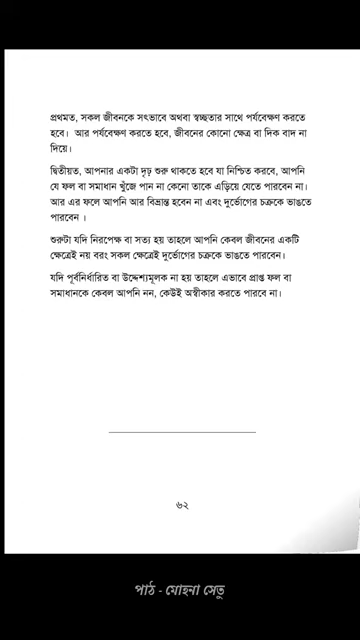 প্রথমত, সকল জীবনকে সৎভাবে অথবা স্বচ্ছতার সাথে পর্যবেক্ষণ করতে
হবে। আর পর্যবেক্ষণ করতে হবে, জীবনের কোনো ক্ষেত্র বা দিক বাদ না
দিয়ে।
দ্বিতীয়ত, আপনার একটা দৃঢ় শুরু থাকতে হবে যা নিশ্চিত করবে, আপনি
যে ফল বা সমাধান খুঁজে পান না কেনো তাকে এড়িয়ে যেতে পারবেন না।
আর এর ফলে আপনি আর বিভ্রান্ত হবেন না এবং দুর্ভোগের চক্রকে ভাঙতে
পারবেন ।
শুরুটা যদি নিরপেক্ষ বা সত্য হয় তাহলে আপনি কেবল জীবনের একটি
ক্ষেত্রেই নয় বরং সকল ক্ষেত্রেই দুর্ভোগের চক্রকে ভাঙতে পারবেন।
যদি পূর্বনির্ধারিত বা উদ্দেশ্যমূলক না হয় তাহলে এভাবে প্রাপ্ত ফল বা
সমাধানকে কেবল আপনি নন, কেউই অস্বীকার করতে পারবে না।
৬২
পাঠ - মোহনা সেতু